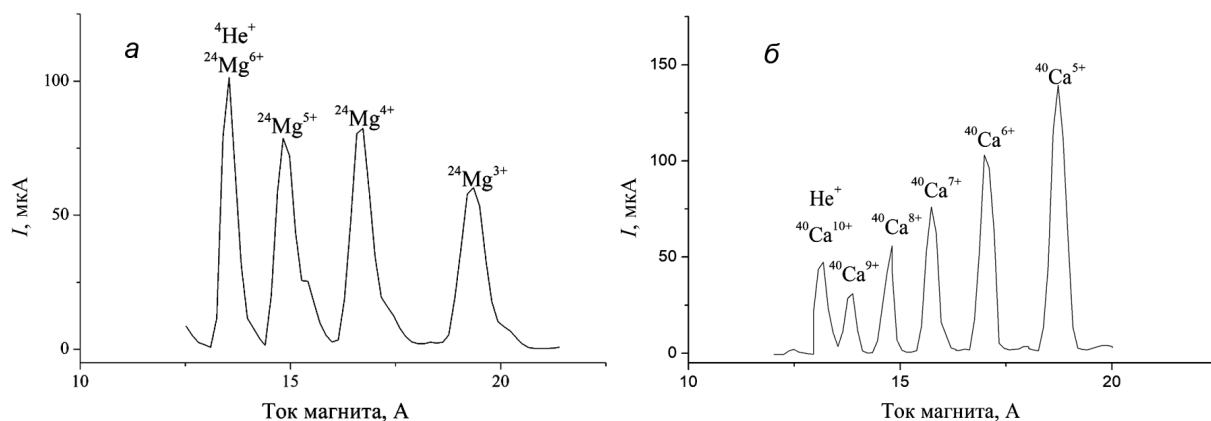 а
⁴He⁺
²⁴Mg⁶⁺
²⁴Mg⁵⁺
²⁴Mg⁴⁺
²⁴Mg³⁺
100
50
0
I, мкА
10
15
20
Ток магнита, А
б
⁴⁰Ca⁵⁺
⁴⁰Ca⁶⁺
⁴⁰Ca⁷⁺
⁴⁰Ca⁸⁺
He⁺
⁴⁰Ca¹⁰⁺
⁴⁰Ca⁹⁺
150
100
50
0
I, мкА
10
15
20
Ток магнита, А